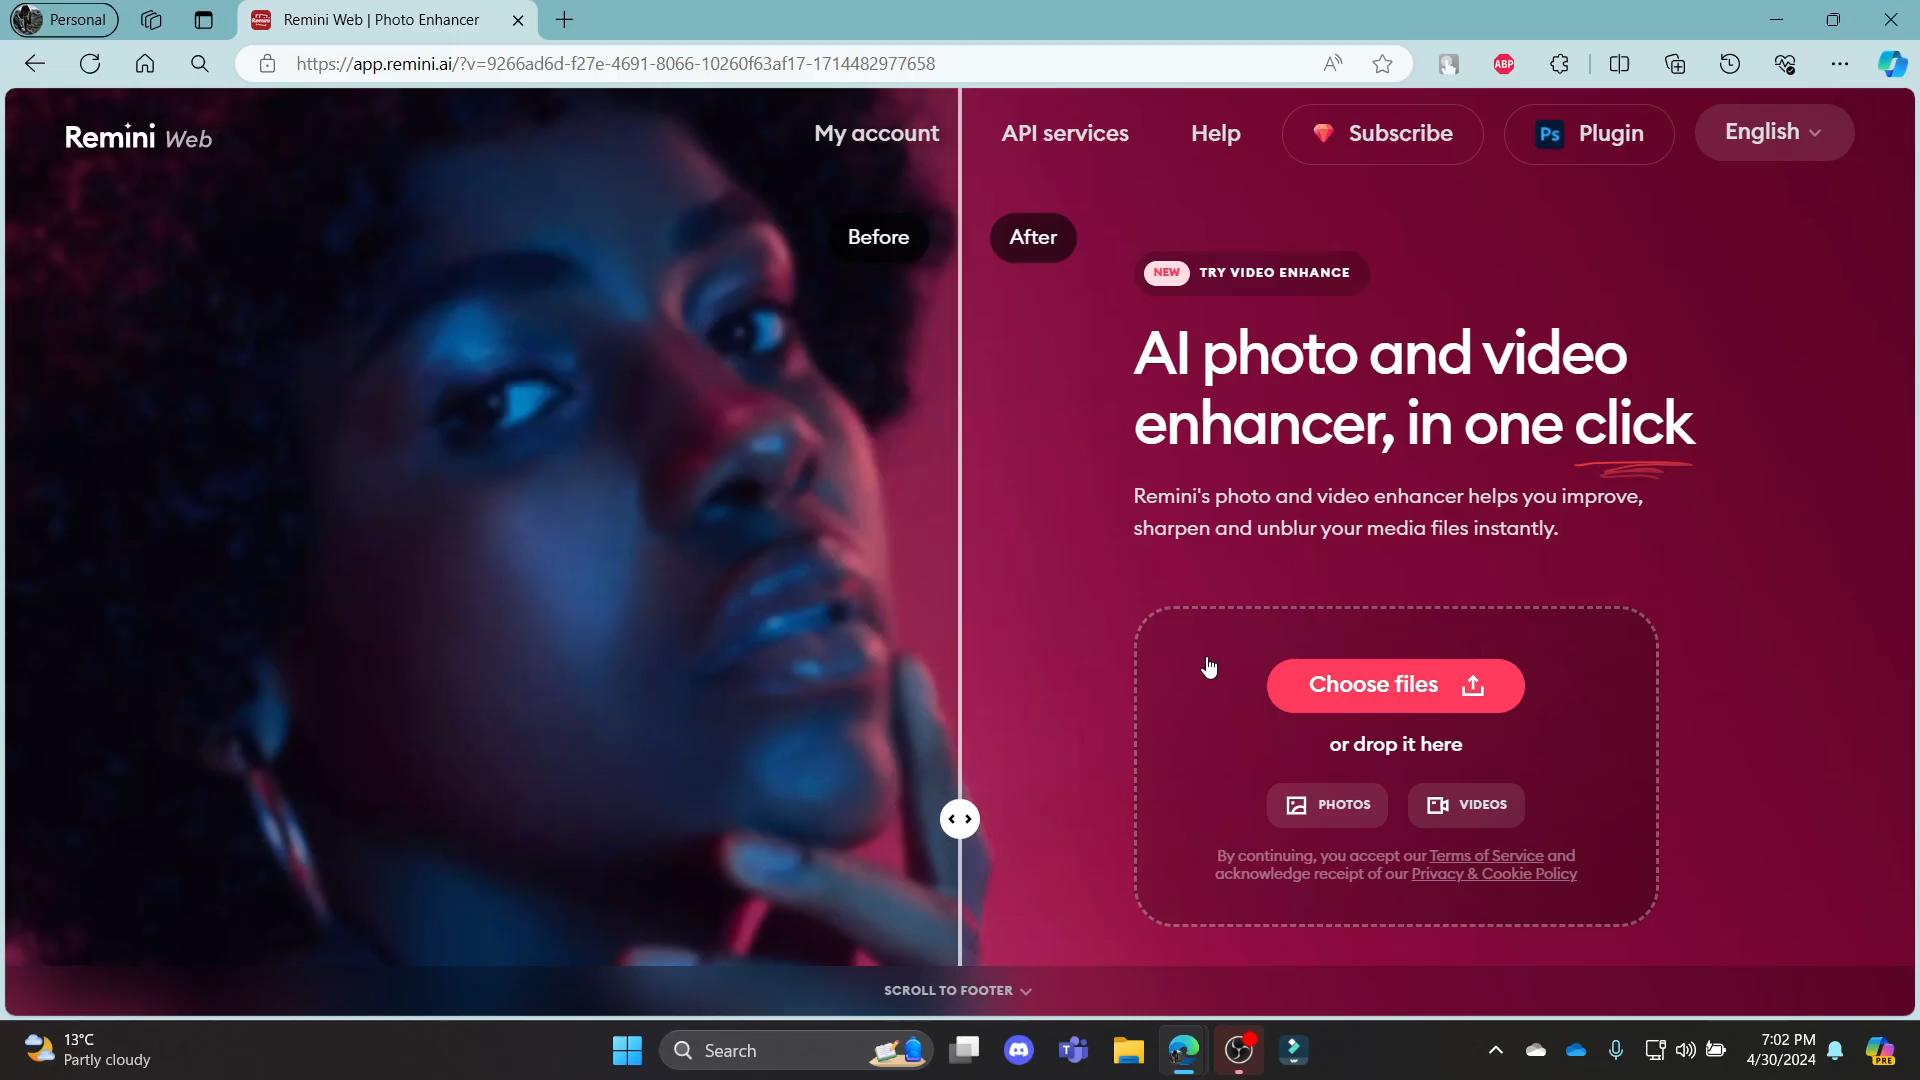 Personal
Remini Web | Photo Enhancer
https://app.remini.ai/?v=9266ad6d-f27e-4691-8066-10260f63af17-1714482977658
ABP
Remini Web
My account
API services
Help
Subscribe
Ps Plugin
English
Before
After
NEW TRY VIDEO ENHANCE
AI photo and video
enhancer, in one click
Remini's photo and video enhancer helps you improve,
sharpen and unblur your media files instantly.
Choose files
or drop it here
PHOTOS
VIDEOS
By continuing, you accept our Terms of Service and
acknowledge receipt of our Privacy & Cookie Policy
SCROLL TO FOOTER
13°C
Partly cloudy
Search
7:02 PM
4/30/2024
PRE